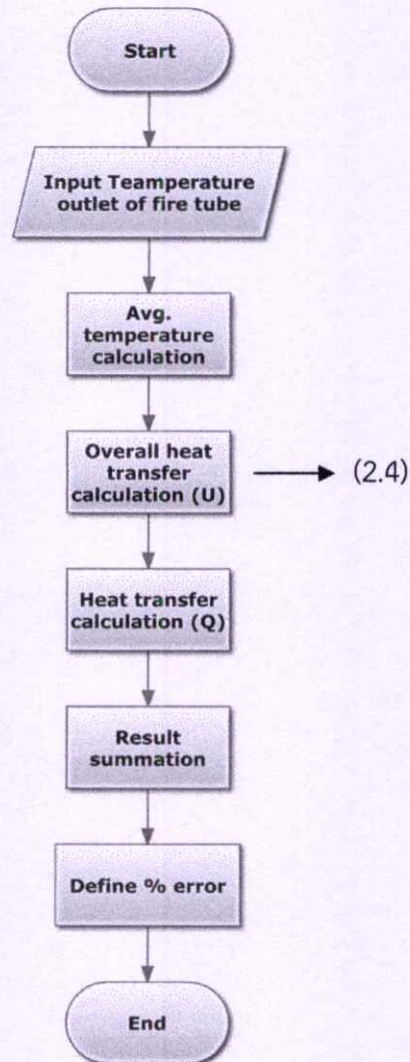 Start
Input Teamperature
outlet of fire tube
Avg.
temperature
calculation
Overall heat
transfer
calculation (U)
(2.4)
Heat transfer
calculation (Q)
Result
summation
Define % error
End